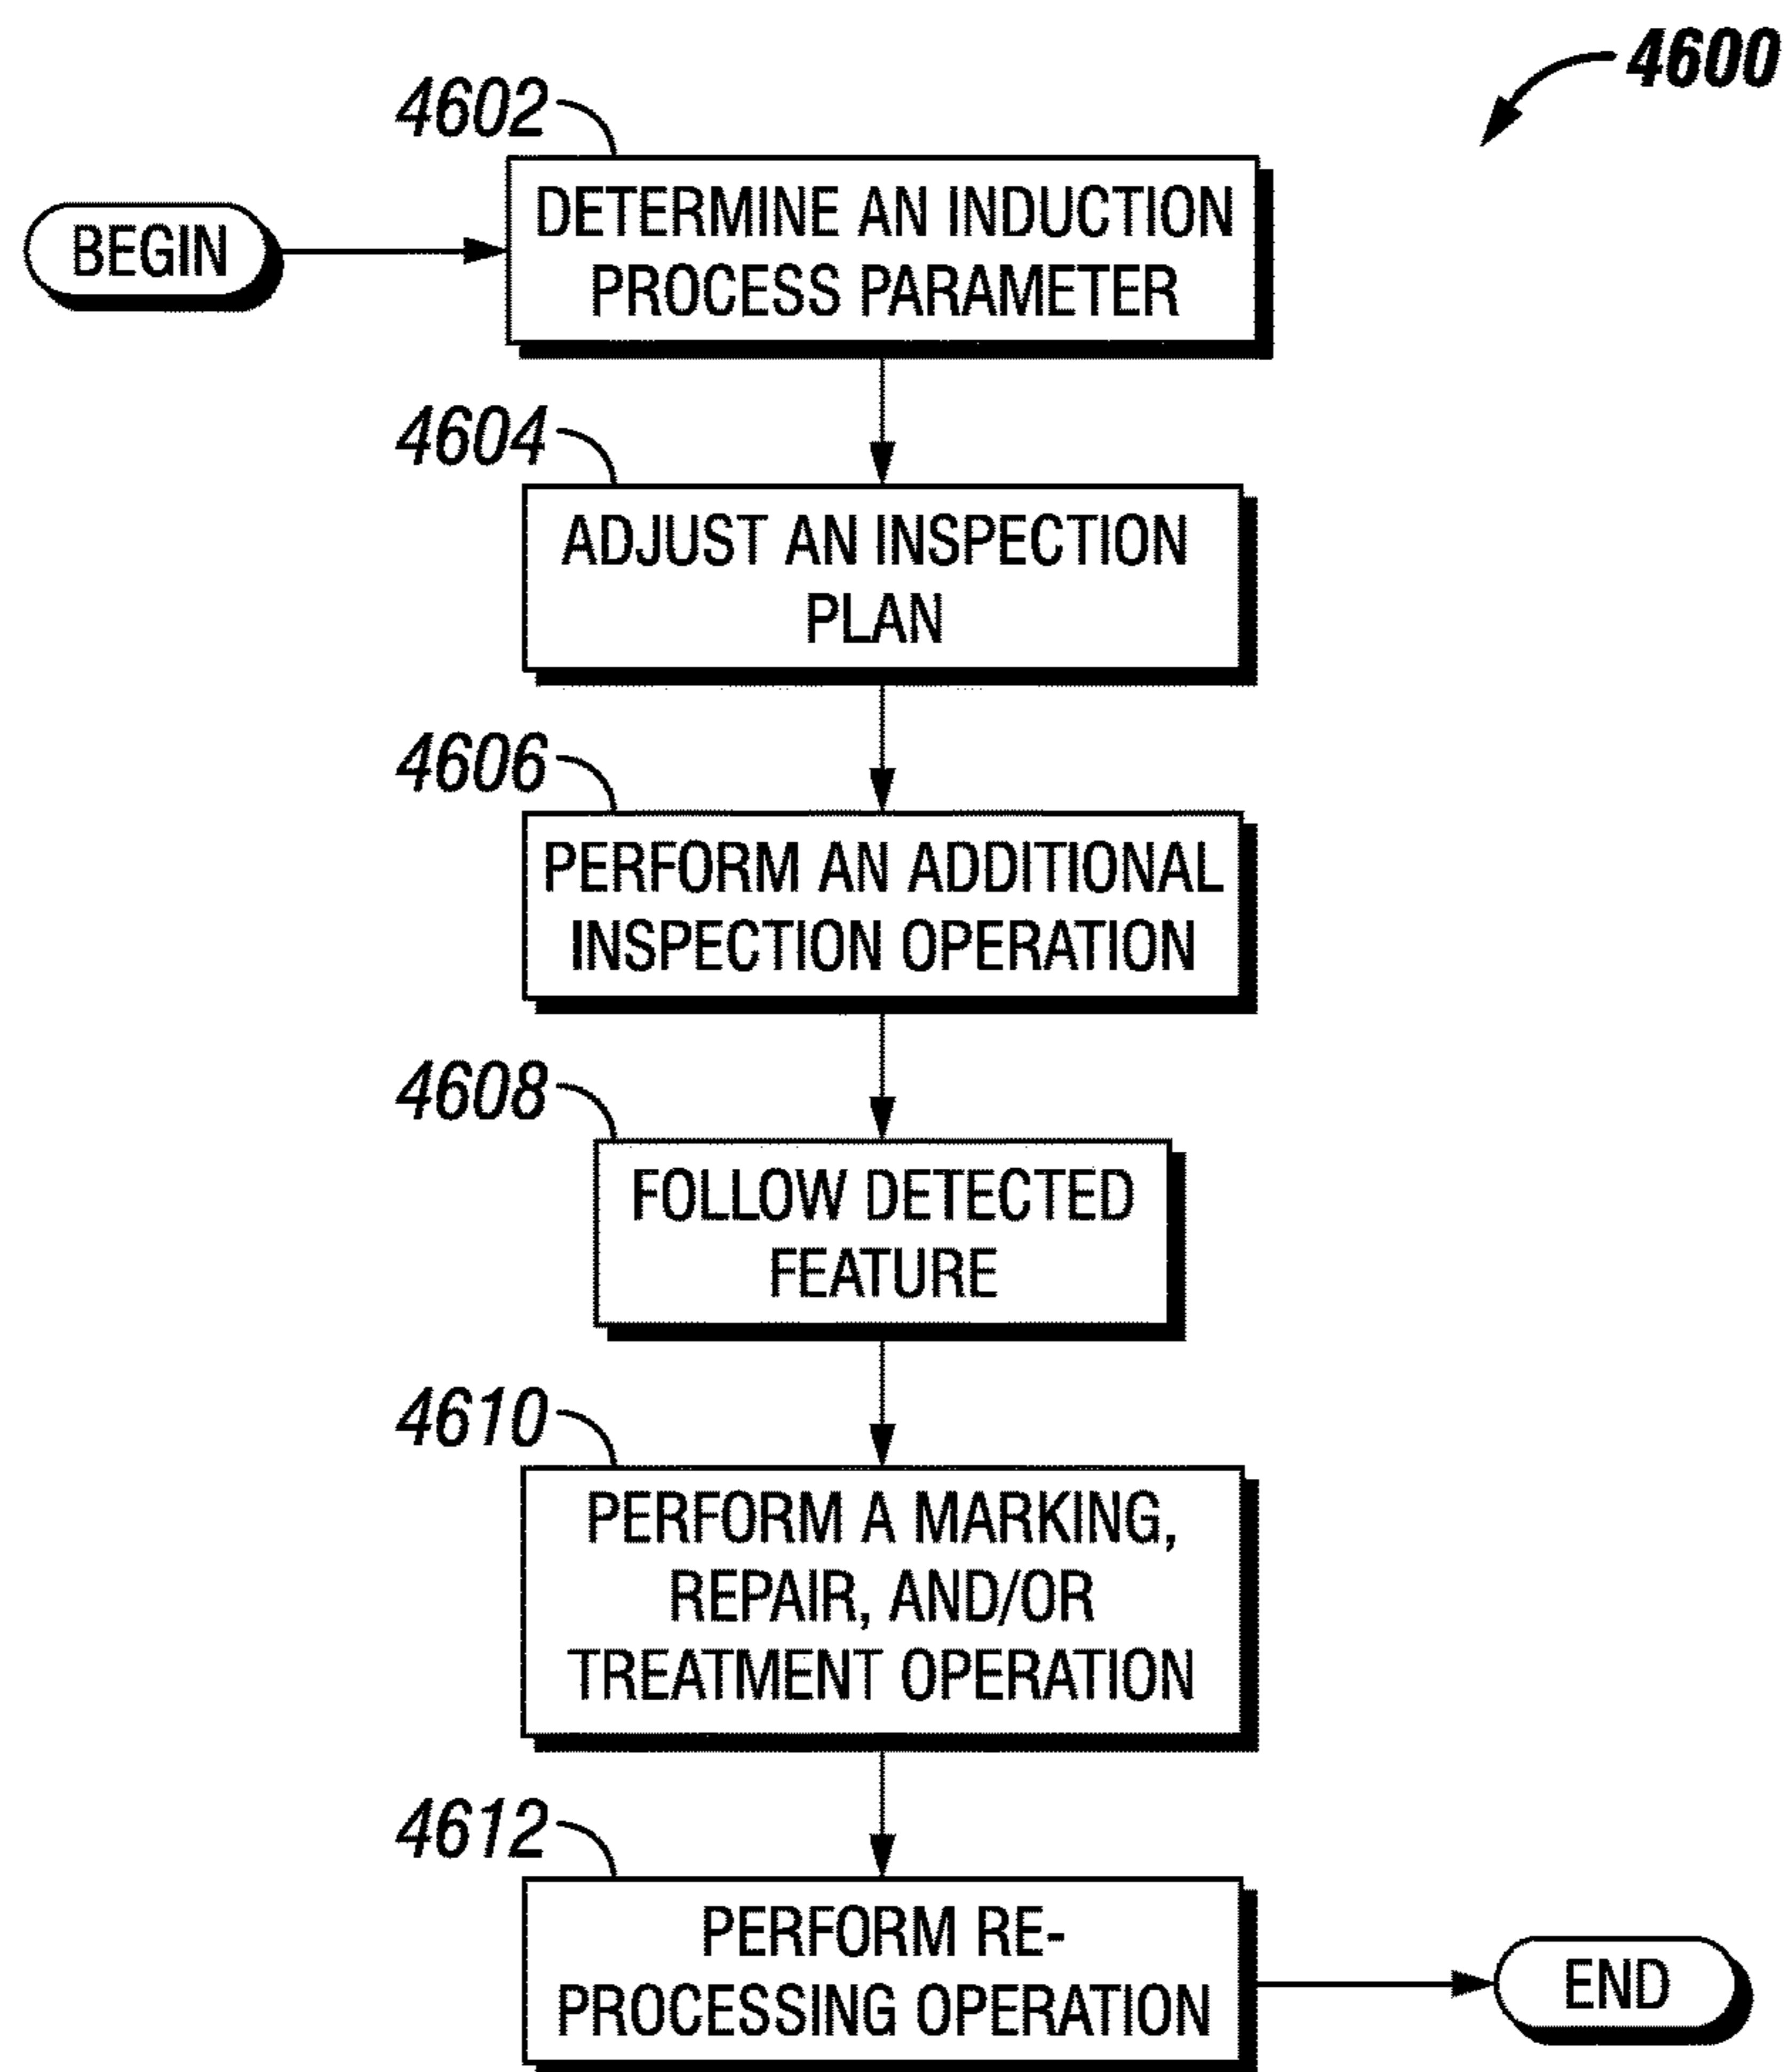 4600
4602
BEGIN
DETERMINE AN INDUCTION
PROCESS PARAMETER
4604
ADJUST AN INSPECTION
PLAN
4606
PERFORM AN ADDITIONAL
INSPECTION OPERATION
4608
FOLLOW DETECTED
FEATURE
4610
PERFORM A MARKING,
REPAIR, AND/OR
TREATMENT OPERATION
4612
PERFORM RE-
PROCESSING OPERATION
END